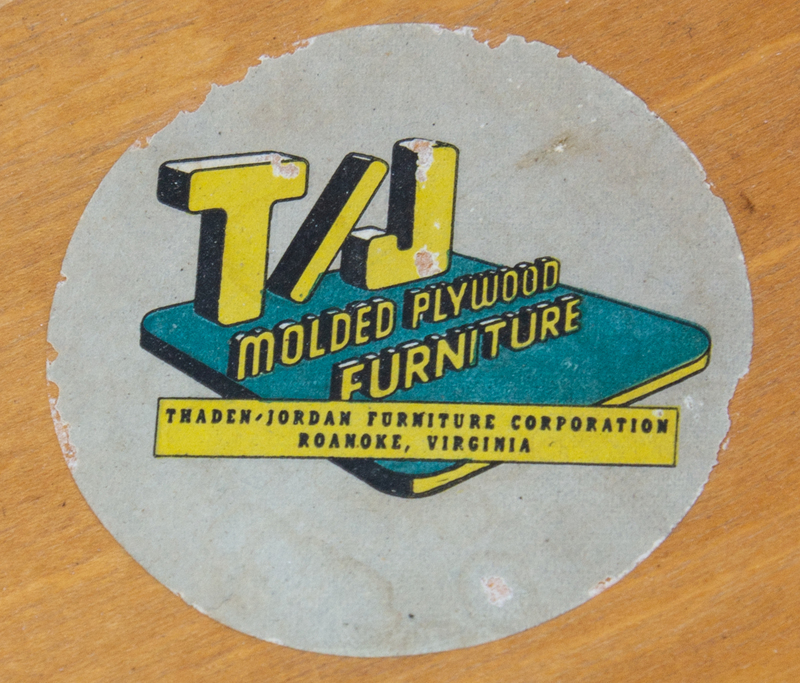 T/J
MOLDED PLYWOOD
FURNITURE
THADEN-JORDAN FURNITURE CORPORATION
ROANOKE, VIRGINIA